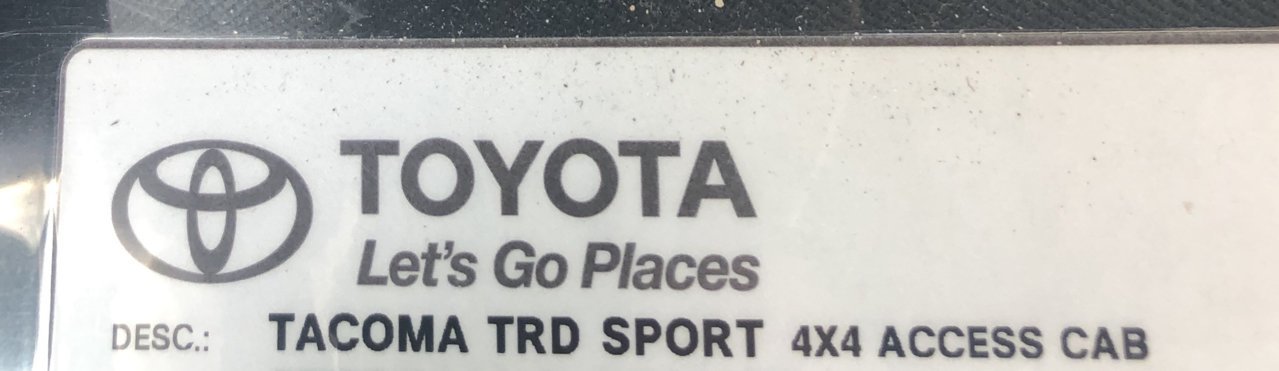 TOYOTA
Let's Go Places
DESC.: TACOMA TRD SPORT 4X4 ACCESS CAB